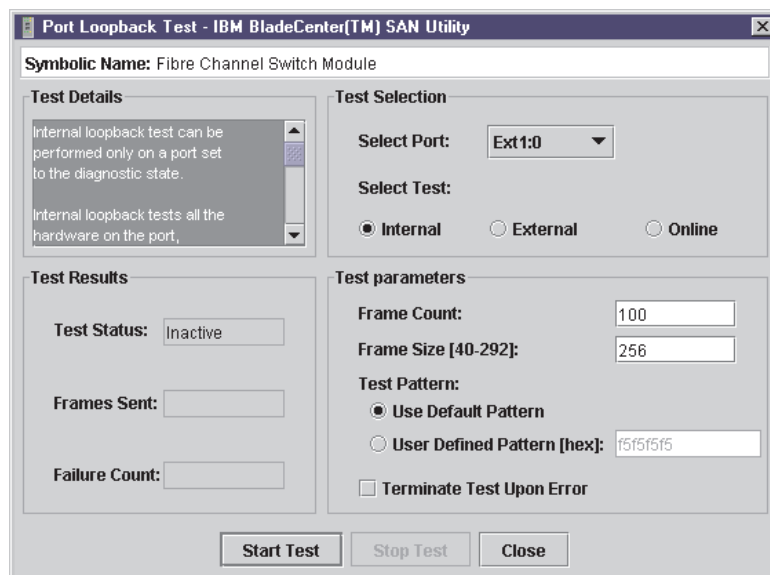 Port Loopback Test - IBM BladeCenter(TM) SAN Utility
Symbolic Name: Fibre Channel Switch Module
Test Details
Internal loopback test can be
performed only on a port set
to the diagnostic state.
Internal loopback tests all the
hardware on the port,
Test Selection
Select Port: Ext1:0
Select Test:
Internal External Online
Test Results
Test Status: Inactive
Frames Sent:
Failure Count:
Test parameters
Frame Count: 100
Frame Size [40-292]: 256
Test Pattern:
Use Default Pattern
User Defined Pattern [hex]: f5f5f5f5
Terminate Test Upon Error
Start Test Stop Test Close